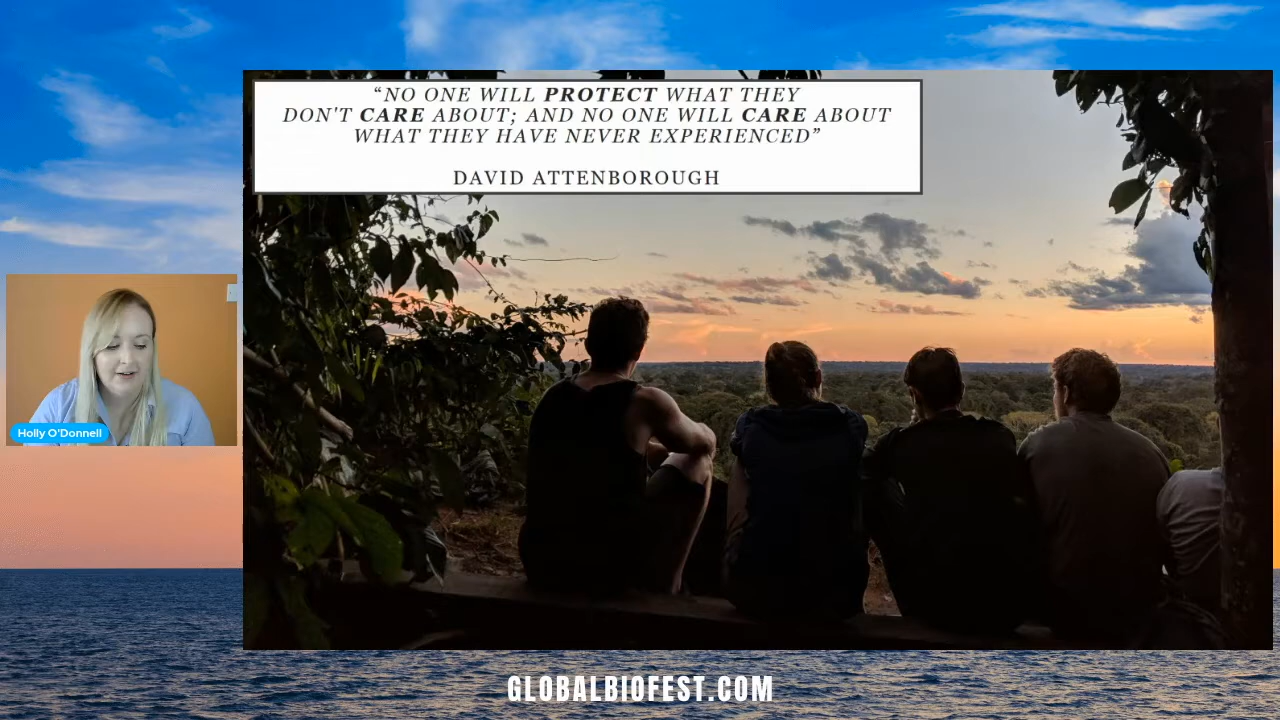 “NO ONE WILL PROTECT WHAT THEY
DON'T CARE ABOUT; AND NO ONE WILL CARE ABOUT
WHAT THEY HAVE NEVER EXPERIENCED”
DAVID ATTENBOROUGH
Holly O'Donnell
GLOBALBIOFEST.COM